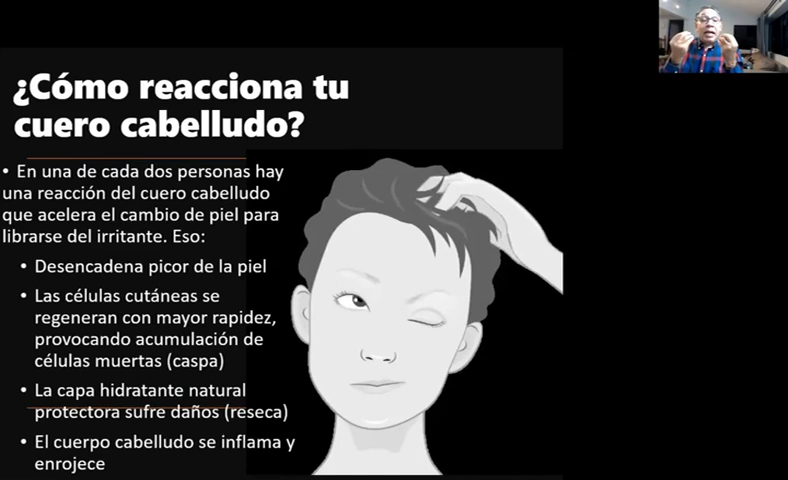 ¿Cómo reacciona tu
cuero cabelludo?
• En una de cada dos personas hay
una reacción del cuero cabelludo
que acelera el cambio de piel para
librarse del irritante. Eso:
• Desencadena picor de la piel
• Las células cutáneas se
regeneran con mayor rapidez,
provocando acumulación de
células muertas (caspa)
• La capa hidratante natural
protectora sufre daños (reseca)
• El cuerpo cabelludo se inflama y
enrojece